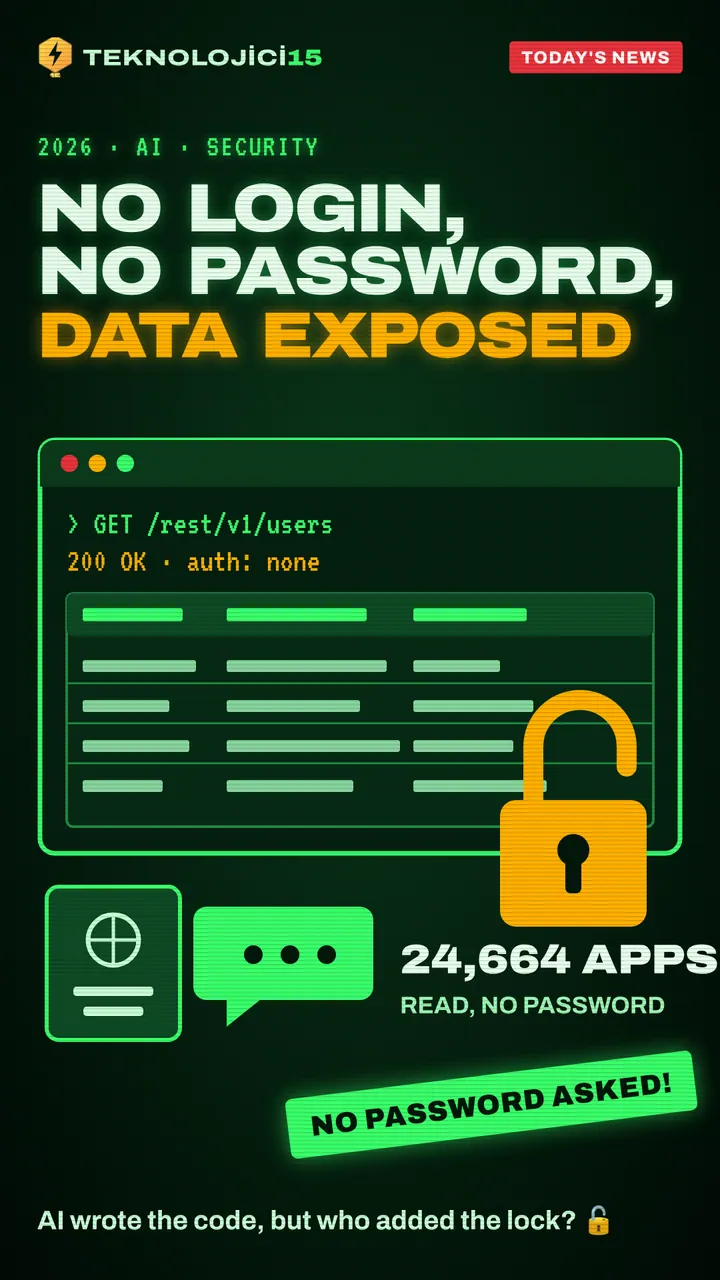 TEKNOLOJİCİ15
TODAY'S NEWS
2026 · AI · SECURITY
NO LOGIN,
NO PASSWORD,
DATA EXPOSED
> GET /rest/v1/users
200 OK · auth: none
24,664 APPS
READ, NO PASSWORD
NO PASSWORD ASKED!
AI wrote the code, but who added the lock? 🔓